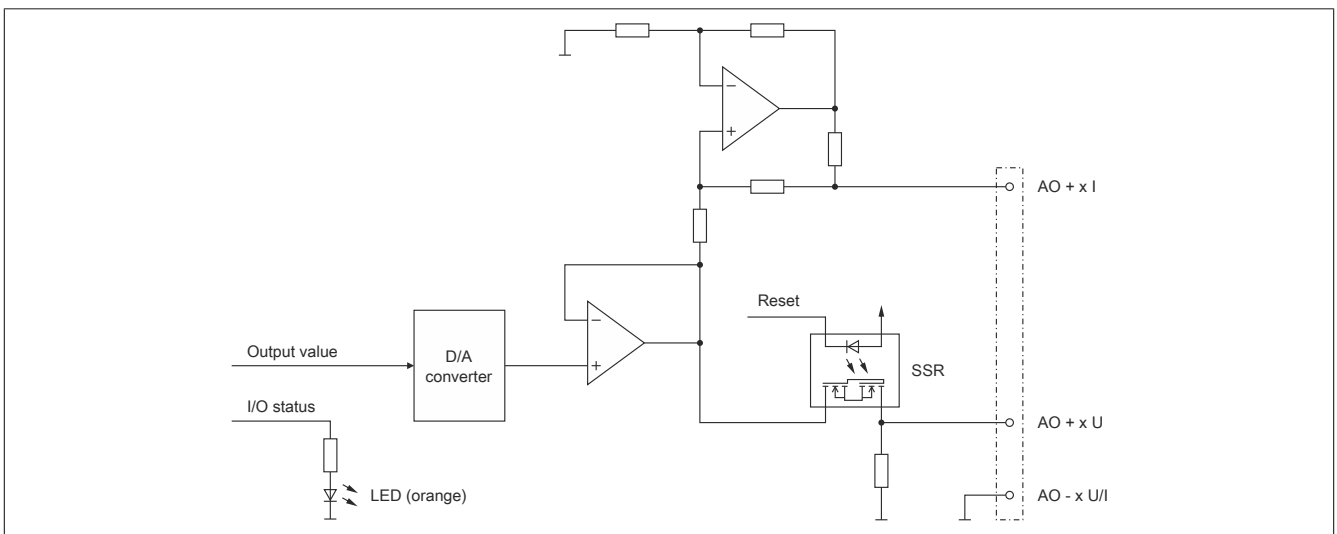 AO + x I
Reset
Output value
D/A
converter
SSR
I/O status
AO + x U
LED (orange)
AO - x U/I